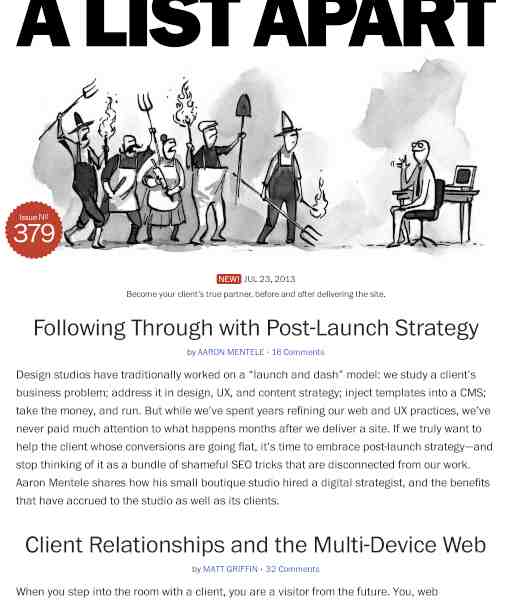 A LIST APART
Issue Nº
379
NEW! JUL 23, 2013
Become your client's true partner, before and after delivering the site.
Following Through with Post-Launch Strategy
by AARON MENTELE · 16 Comments
Design studios have traditionally worked on a “launch and dash” model: we study a client’s
business problem; address it in design, UX, and content strategy; inject templates into a CMS;
take the money, and run. But while we’ve spent years refining our web and UX practices, we’ve
never paid much attention to what happens months after we deliver a site. If we truly want to
help the client whose conversions are going flat, it’s time to embrace post-launch strategy—and
stop thinking of it as a bundle of shameful SEO tricks that are disconnected from our work.
Aaron Mentele shares how his small boutique studio hired a digital strategist, and the benefits
that have accrued to the studio as well as its clients.
Client Relationships and the Multi-Device Web
by MATT GRIFFIN · 32 Comments
When you step into the room with a client, you are a visitor from the future. You, web